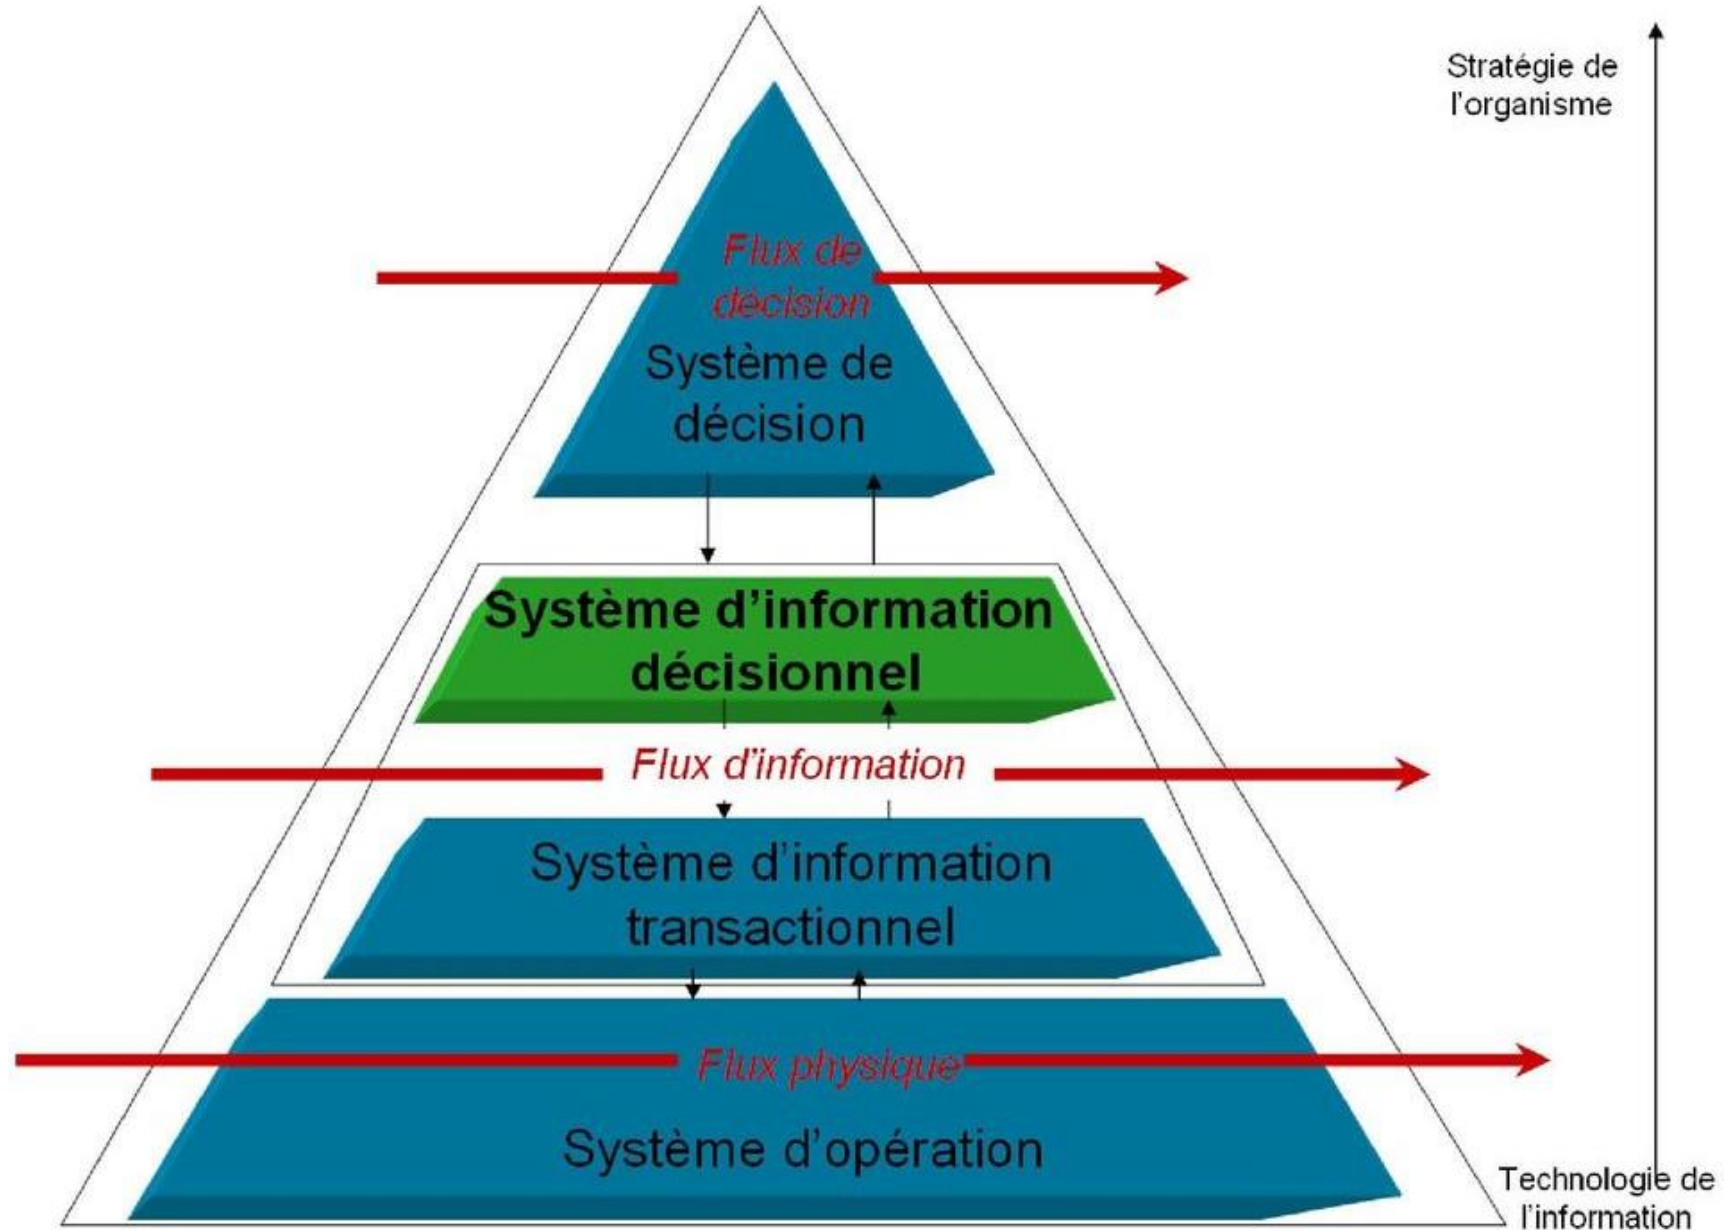 Stratégie de
l'organisme
Flux de
décision
Système de
décision
Système d'information
décisionnel
Flux d'information
Système d'information
transactionnel
Flux physique
Système d'opération
Technologie de
l'information